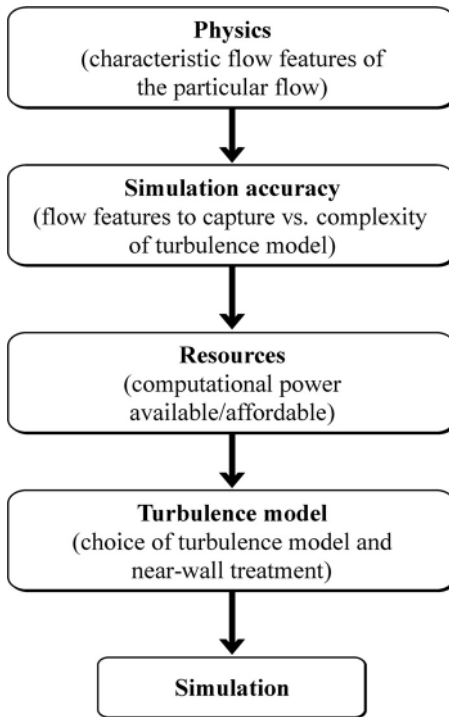 Physics
(characteristic flow features of
the particular flow)
Simulation accuracy
(flow features to capture vs. complexity
of turbulence model)
Resources
(computational power
available/affordable)
Turbulence model
(choice of turbulence model and
near-wall treatment)
Simulation